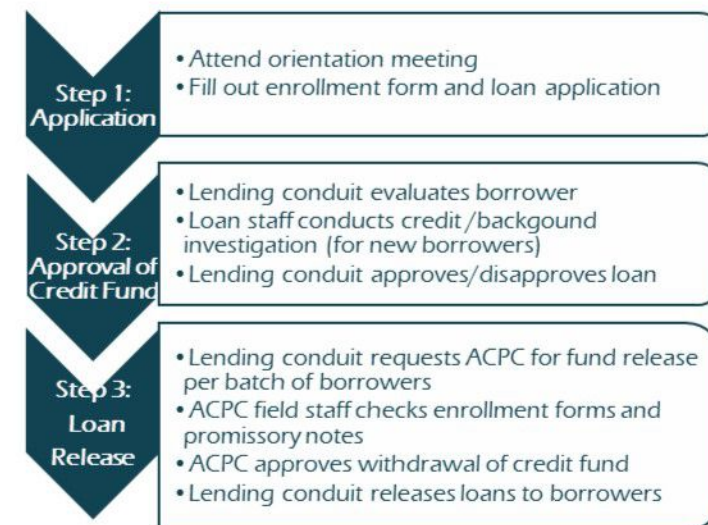 Step 1:
Application
• Attend orientation meeting
• Fill out enrollment form and loan application
Step 2:
Approval of
Credit Fund
• Lending conduit evaluates borrower
• Loan staff conducts credit/backgound
investigation (for new borrowers)
• Lending conduit approves/disapproves loan
Step 3:
Loan
Release
• Lending conduit requests ACPC for fund release
per batch of borrowers
• ACPC field staff checks enrollment forms and
promissory notes
• ACPC approves withdrawal of credit fund
• Lending conduit releases loans to borrowers